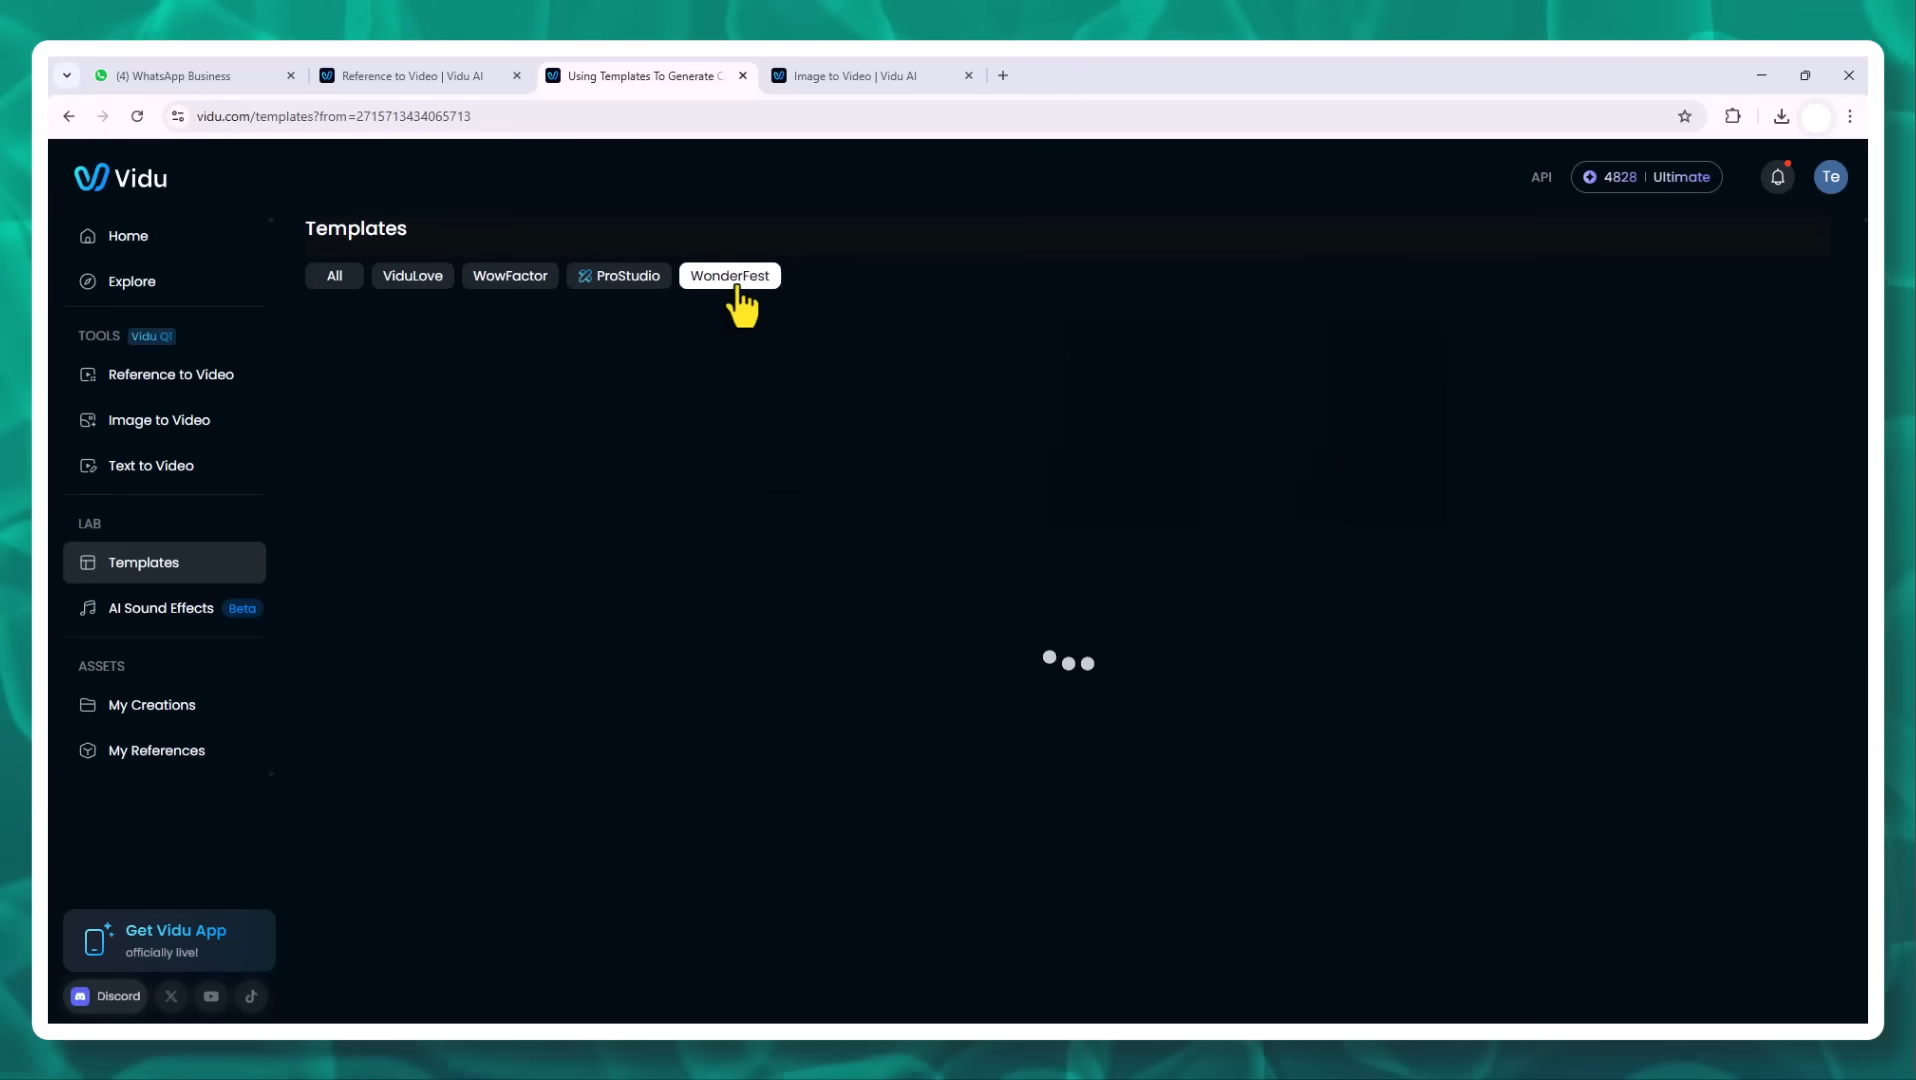 (4) WhatsApp Business
Reference to Video | Vidu AI
Using Templates To Generate C
Image to Video | Vidu AI
vidu.com/templates?from=2715713434065713
Vidu
API
4828 | Ultimate
Te
Home
Explore
TOOLS Vidu Q1
Reference to Video
Image to Video
Text to Video
LAB
Templates
AI Sound Effects Beta
ASSETS
My Creations
My References
Get Vidu App
officially live!
Discord
Templates
All
ViduLove
WowFactor
ProStudio
WonderFest